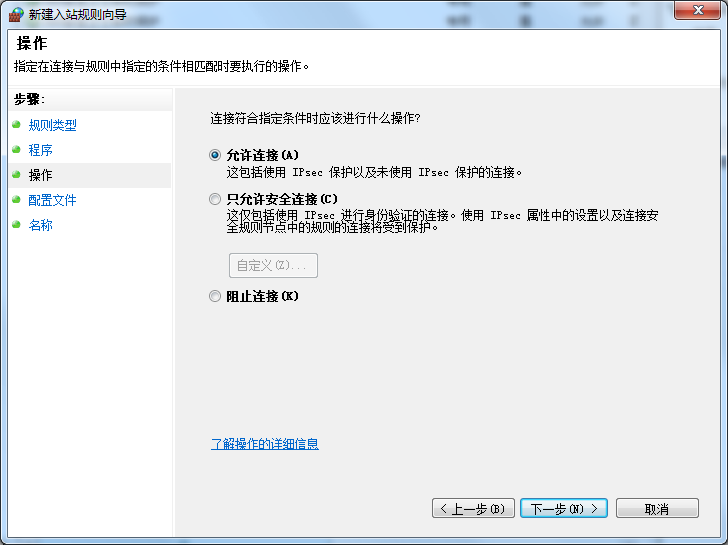 新建入站规则向导
操作
指定在连接与规则中指定的条件相匹配时要执行的操作。
步骤:
规则类型
程序
操作
配置文件
名称
连接符合指定条件时应该进行什么操作?
允许连接(A)
这包括使用 IPsec 保护以及未使用 IPsec 保护的连接。
只允许安全连接(C)
这仅包括使用 IPsec 进行身份验证的连接。使用 IPsec 属性中的设置以及连接安
全规则节点中的规则的连接将受到保护。
自定义(Z)...
阻止连接(K)
了解操作的详细信息
< 上一步(B)
下一步(N) >
取消